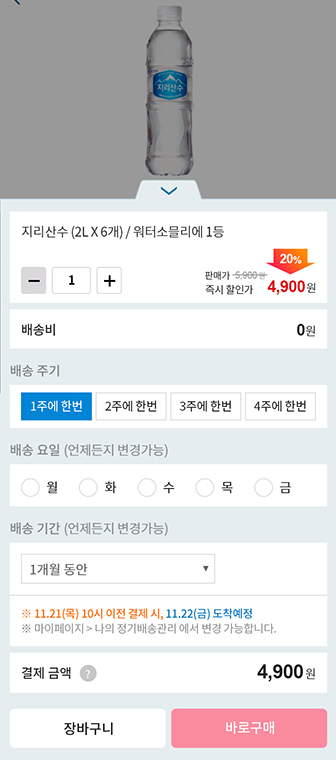 지리산수
지리산수 (2L X 6개) / 워터소믈리에 1등
20%
1
판매가 5,900원
즉시 할인가 4,900원
배송비 0원
배송 주기
1주에 한번 2주에 한번 3주에 한번 4주에 한번
배송 요일 (언제든지 변경가능)
월 화 수 목 금
배송 기간 (언제든지 변경가능)
1개월 동안
※ 11.21(목) 10시 이전 결제 시, 11.22(금) 도착예정
※ 마이페이지 > 나의 정기배송관리 에서 변경 가능합니다.
결제 금액 ? 4,900원
장바구니 바로구매